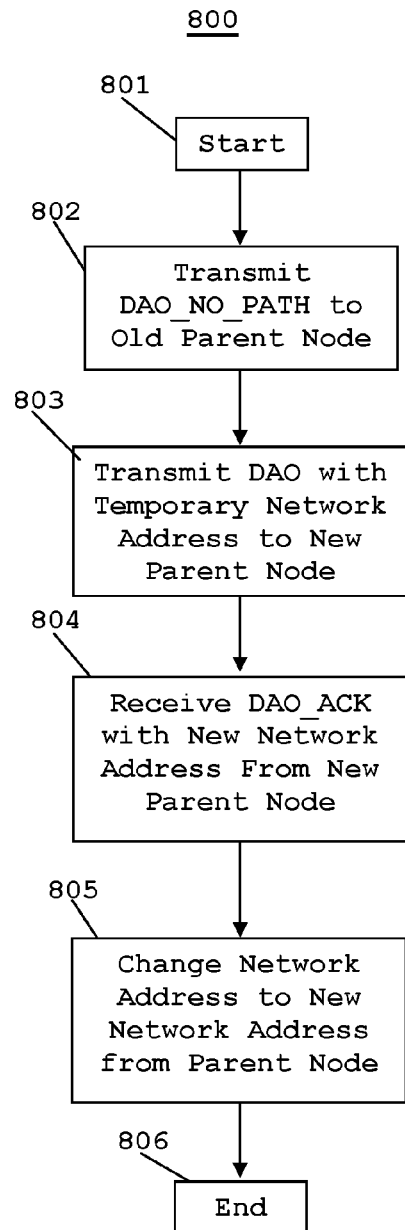 800
801
Start
802
Transmit
DAO_NO_PATH to
Old Parent Node
803
Transmit DAO with
Temporary Network
Address to New
Parent Node
804
Receive DAO_ACK
with New Network
Address From New
Parent Node
805
Change Network
Address to New
Network Address
from Parent Node
806
End